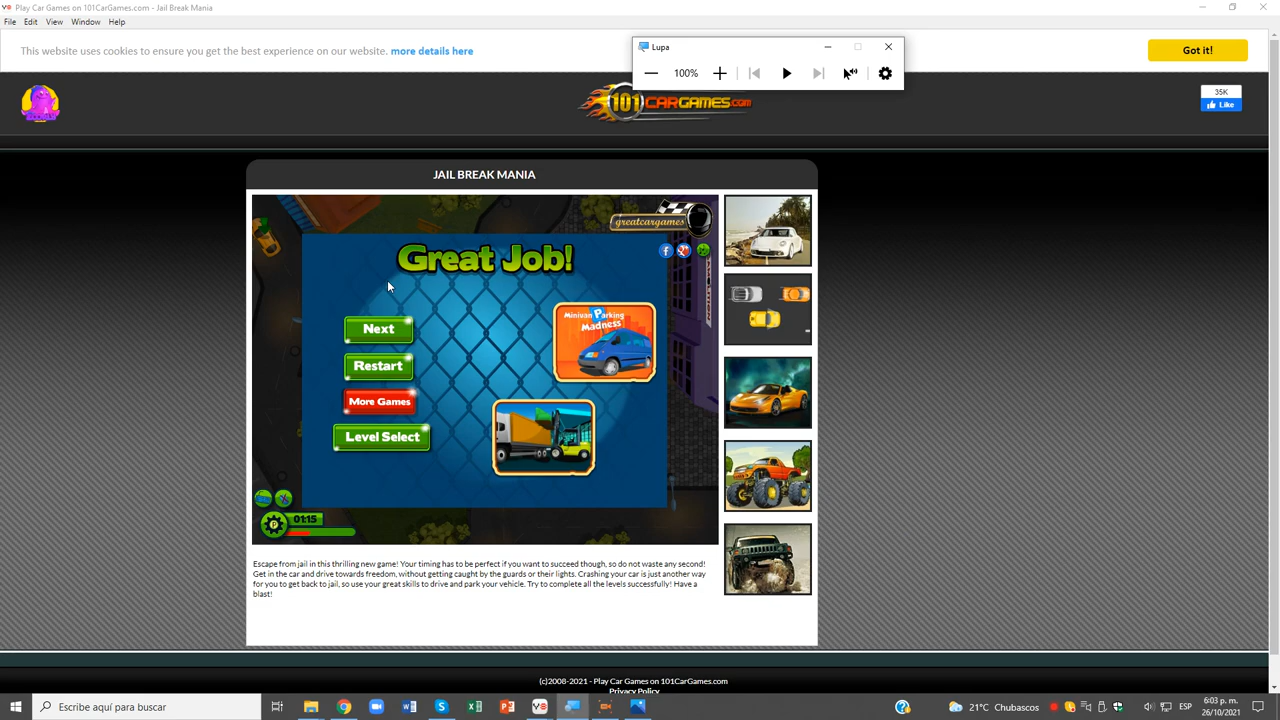 Play Car Games on 101CarGames.com - Jail Break Mania
File Edit View Window Help
This website uses cookies to ensure you get the best experience on our website. more details here
Got it!
Lupa
100%
101CARGAMES.COM
35K
Like
JAIL BREAK MANIA
greatcargames
Great Job!
Next
Restart
More Games
Level Select
Minivan Parking
Madness
P
01:15
Escape from jail in this thrilling new game! Your timing has to be perfect if you want to succeed though, so do not waste any second!
Get in the car and drive towards freedom, without getting caught by the guards or their lights. Crashing your car is just another way
for you to get back to jail, so use your great skills to drive and park your vehicle. Try to complete all the levels successfully! Have a
blast!
(c)2008-2021 - Play Car Games on 101CarGames.com
Privacy Policy
Escribe aquí para buscar
21°C Chubascos
ESP
6:03 p. m.
26/10/2021